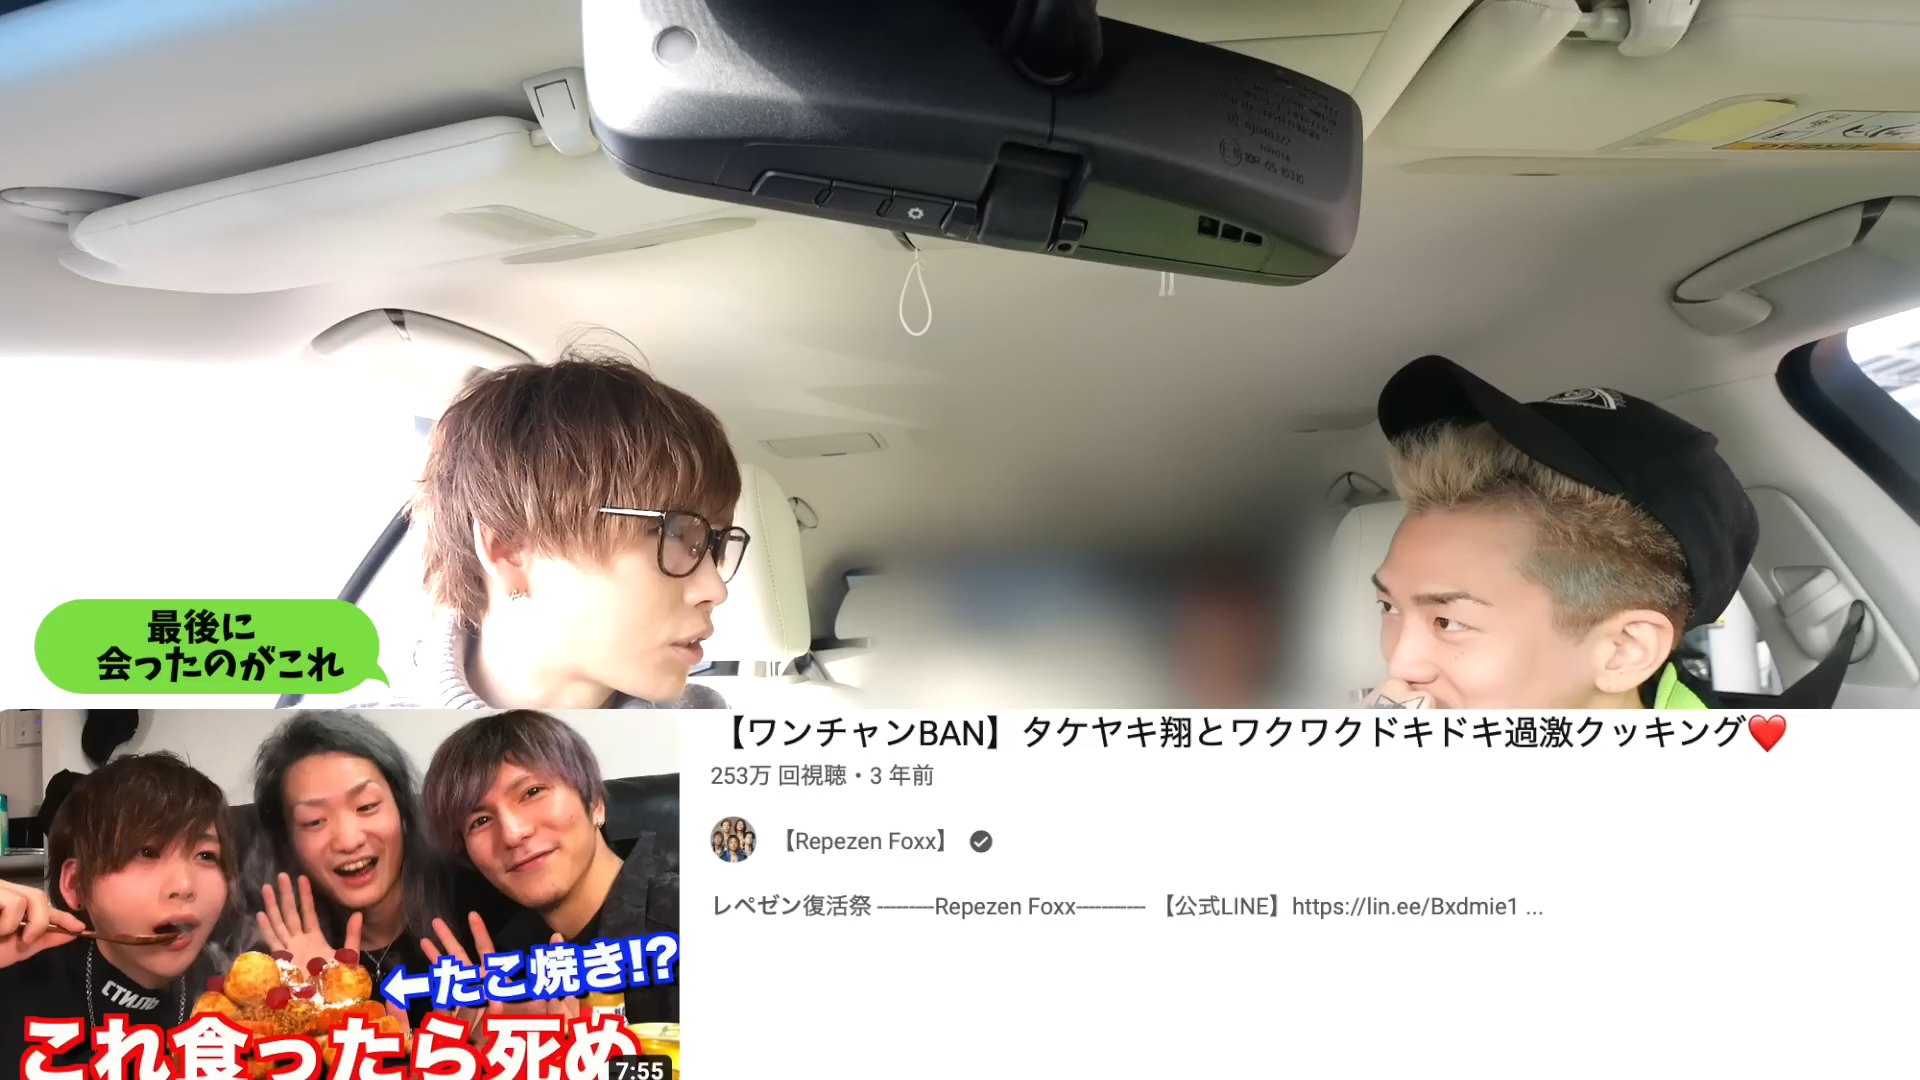 TOYOTA
最後に
会ったのがこれ
【ワンチャンBAN】タケヤキ翔とワクワクドキドキ過激クッキング❤️
253万 回視聴・3 年前
【Repezen Foxx】
レペゼン復活祭 ----------Repezen Foxx------------ 【公式LINE】https://lin.ee/Bxdmie1 ...
←たこ焼き!?
СТИЛЮ
これ食ったら死め
7:55